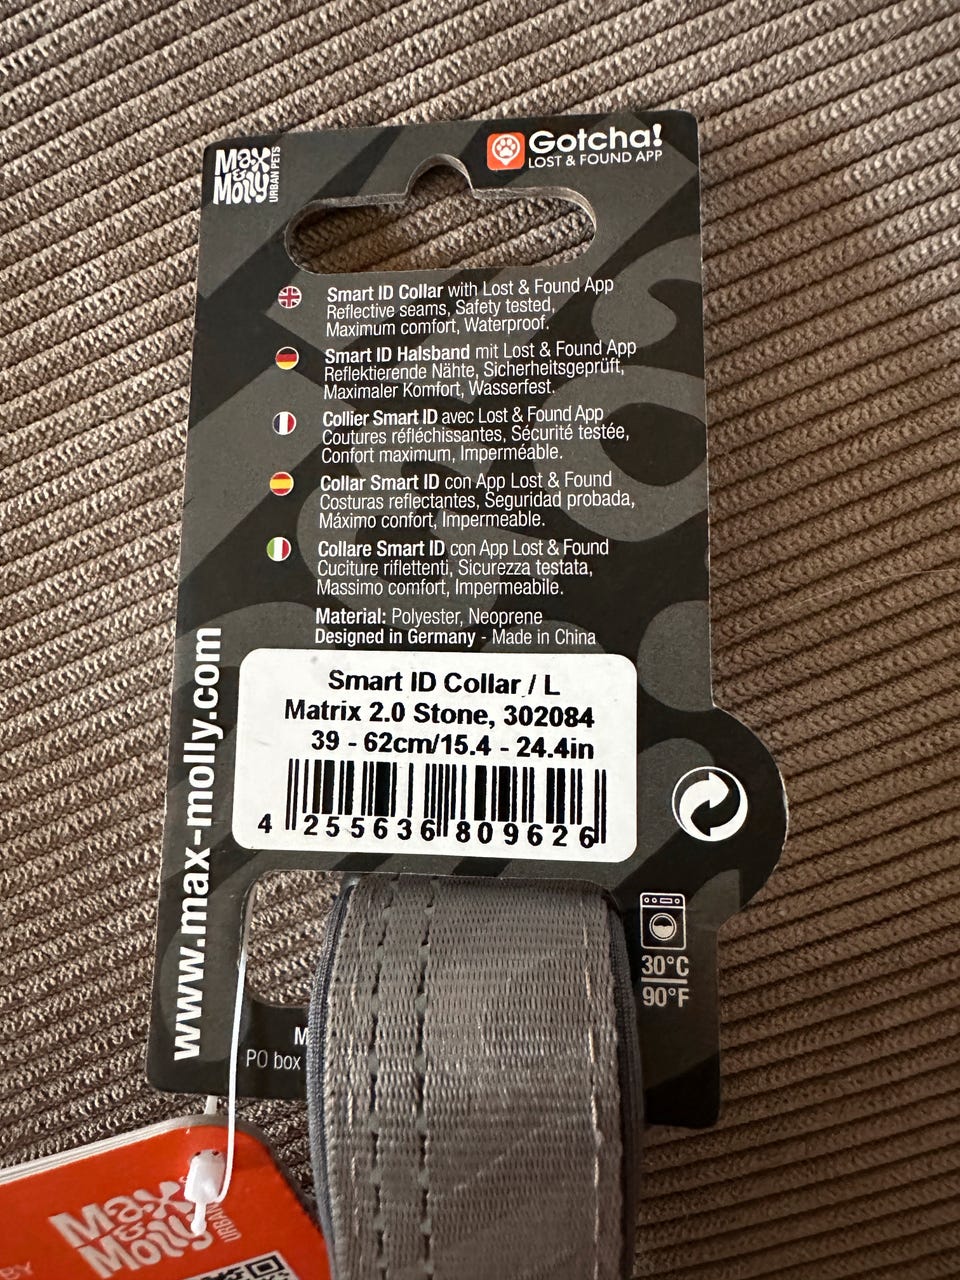 Max & Molly URBAN PETS
Gotcha!
LOST & FOUND APP
Smart ID Collar with Lost & Found App
Reflective seams, Safety tested,
Maximum comfort, Waterproof.
Smart ID Halsband mit Lost & Found App
Reflektierende Nähte, Sicherheitsgeprüft,
Maximaler Komfort, Wasserfest.
Collier Smart ID avec Lost & Found App
Coutures réfléchissantes, Sécurité testée,
Confort maximum, Imperméable.
Collar Smart ID con App Lost & Found
Costuras reflectantes, Seguridad probada,
Máximo confort, Impermeable.
Collare Smart ID con App Lost & Found
Cuciture riflettenti, Sicurezza testata,
Massimo comfort, Impermeabile.
Material: Polyester, Neoprene
Designed in Germany - Made in China
www.max-molly.com
Smart ID Collar / L
Matrix 2.0 Stone, 302084
39 - 62cm/15.4 - 24.4in
4 255636 809626
30°C
90°F
PO box
Max & Molly
BY